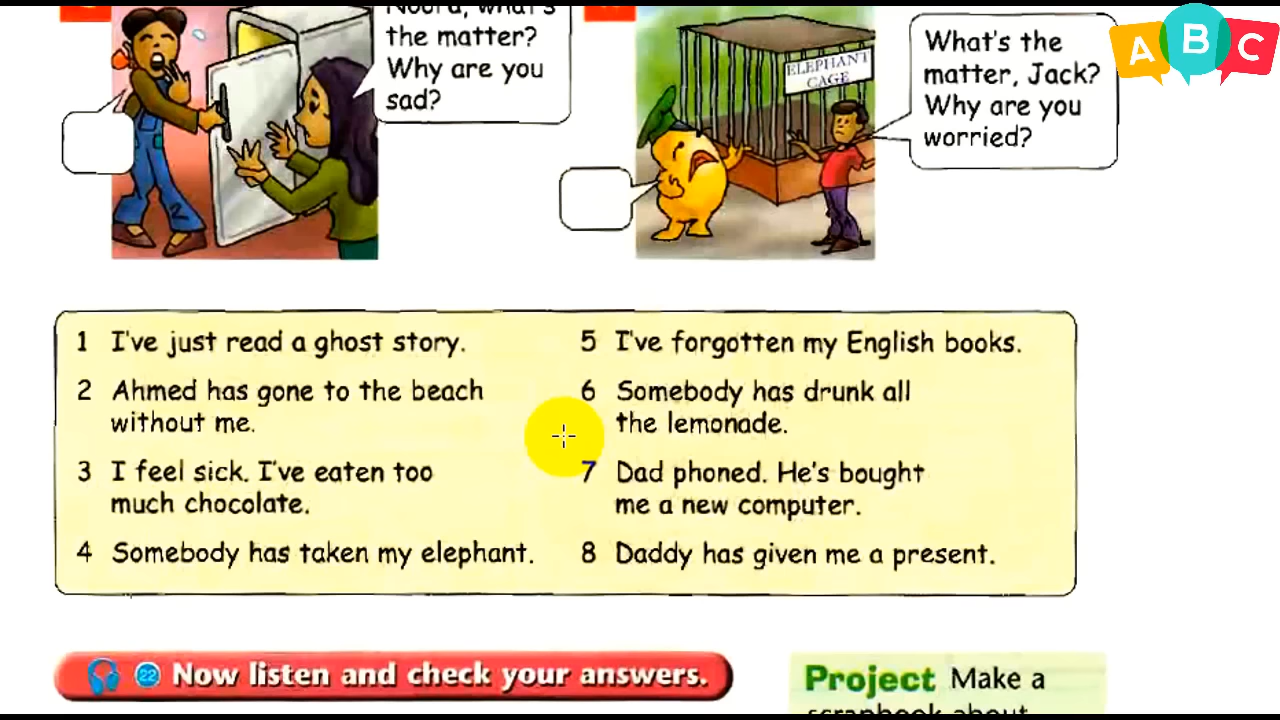 the matter?
Why are you
sad?
What's the
matter, Jack?
Why are you
worried?
ELEPHANT
CAGE
A B C
1 I've just read a ghost story.
2 Ahmed has gone to the beach
without me.
3 I feel sick. I've eaten too
much chocolate.
4 Somebody has taken my elephant.
5 I've forgotten my English books.
6 Somebody has drunk all
the lemonade.
7 Dad phoned. He's bought
me a new computer.
8 Daddy has given me a present.
22 Now listen and check your answers.
Project Make a
scrapbook about